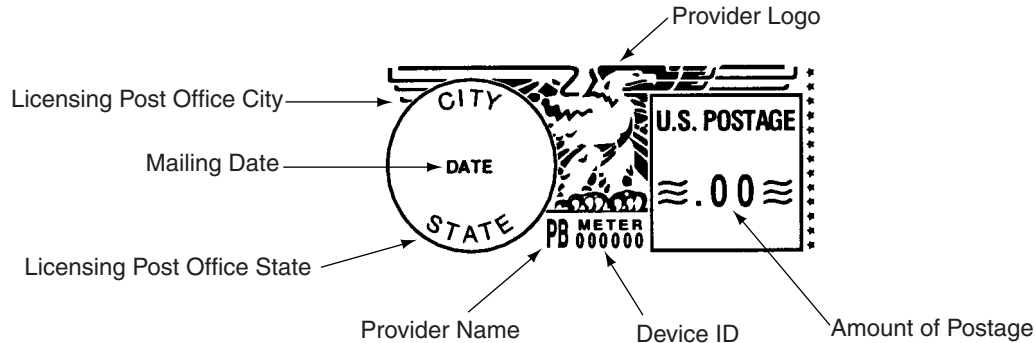 Provider Logo
Licensing Post Office City
CITY
U.S. POSTAGE
Mailing Date
DATE
.00
STATE
PB METER
000000
Licensing Post Office State
Provider Name
Device ID
Amount of Postage